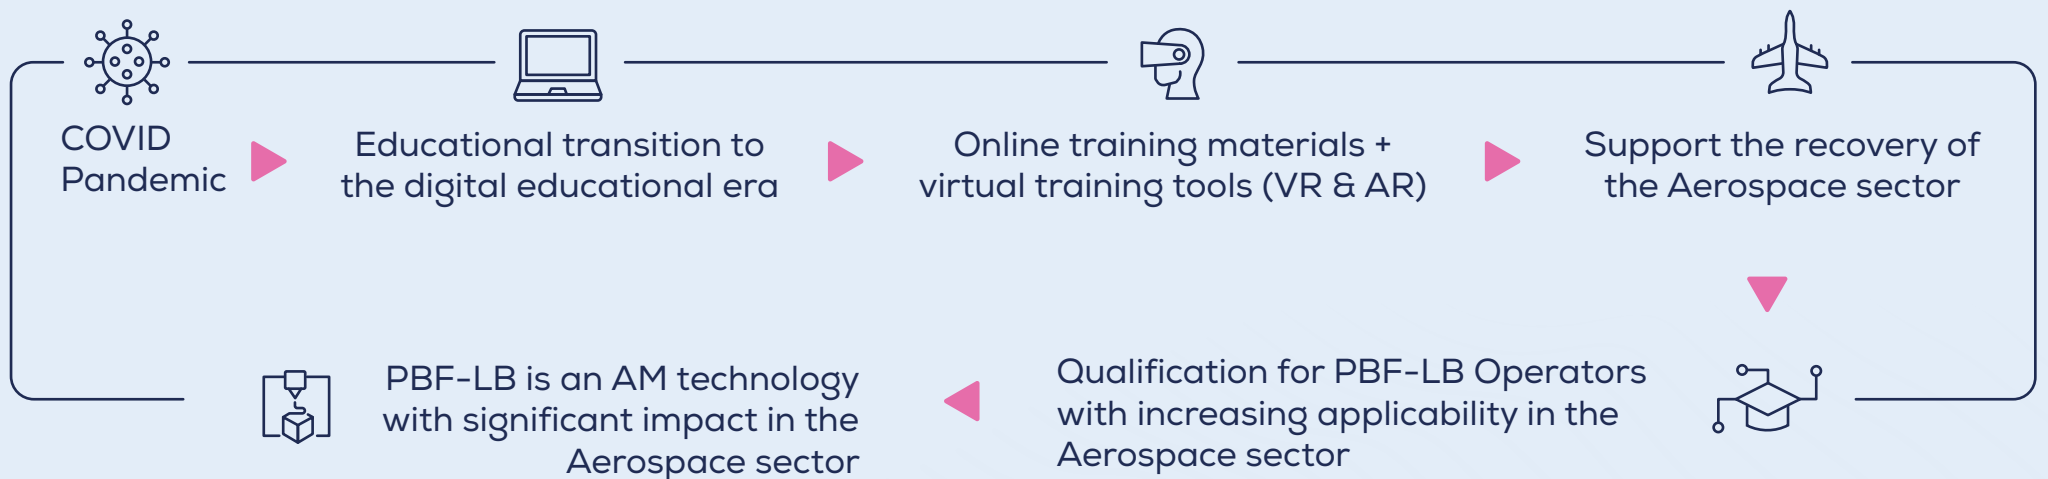 COVID
Pandemic
Educational transition to
the digital educational era
Online training materials +
virtual training tools (VR & AR)
Support the recovery of
the Aerospace sector
Qualification for PBF-LB Operators
with increasing applicability in the
Aerospace sector
PBF-LB is an AM technology
with significant impact in the
Aerospace sector